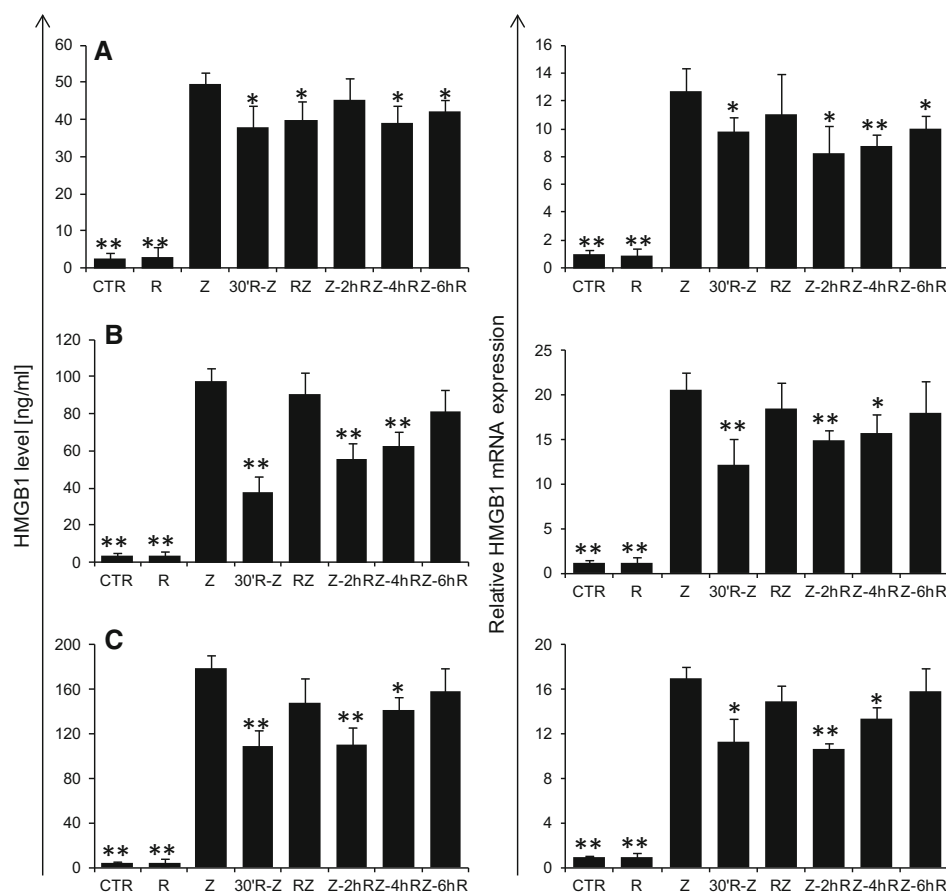 A
60
50
40
30
20
10
0
** ** * * * *
CTR R Z 30'R-Z RZ Z-2hR Z-4hR Z-6hR
16
14
12
10
8
6
4
2
0
** ** * * ** *
CTR R Z 30'R-Z RZ Z-2hR Z-4hR Z-6hR
HMGB1 level [ng/ml]
B
120
100
80
60
40
20
0
** ** ** ** **
CTR R Z 30'R-Z RZ Z-2hR Z-4hR Z-6hR
Relative HMGB1 mRNA expression
25
20
15
10
5
0
** ** ** ** *
CTR R Z 30'R-Z RZ Z-2hR Z-4hR Z-6hR
C
200
160
120
80
40
0
** ** ** ** *
CTR R Z 30'R-Z RZ Z-2hR Z-4hR Z-6hR
20
16
12
8
4
0
** ** * ** *
CTR R Z 30'R-Z RZ Z-2hR Z-4hR Z-6hR